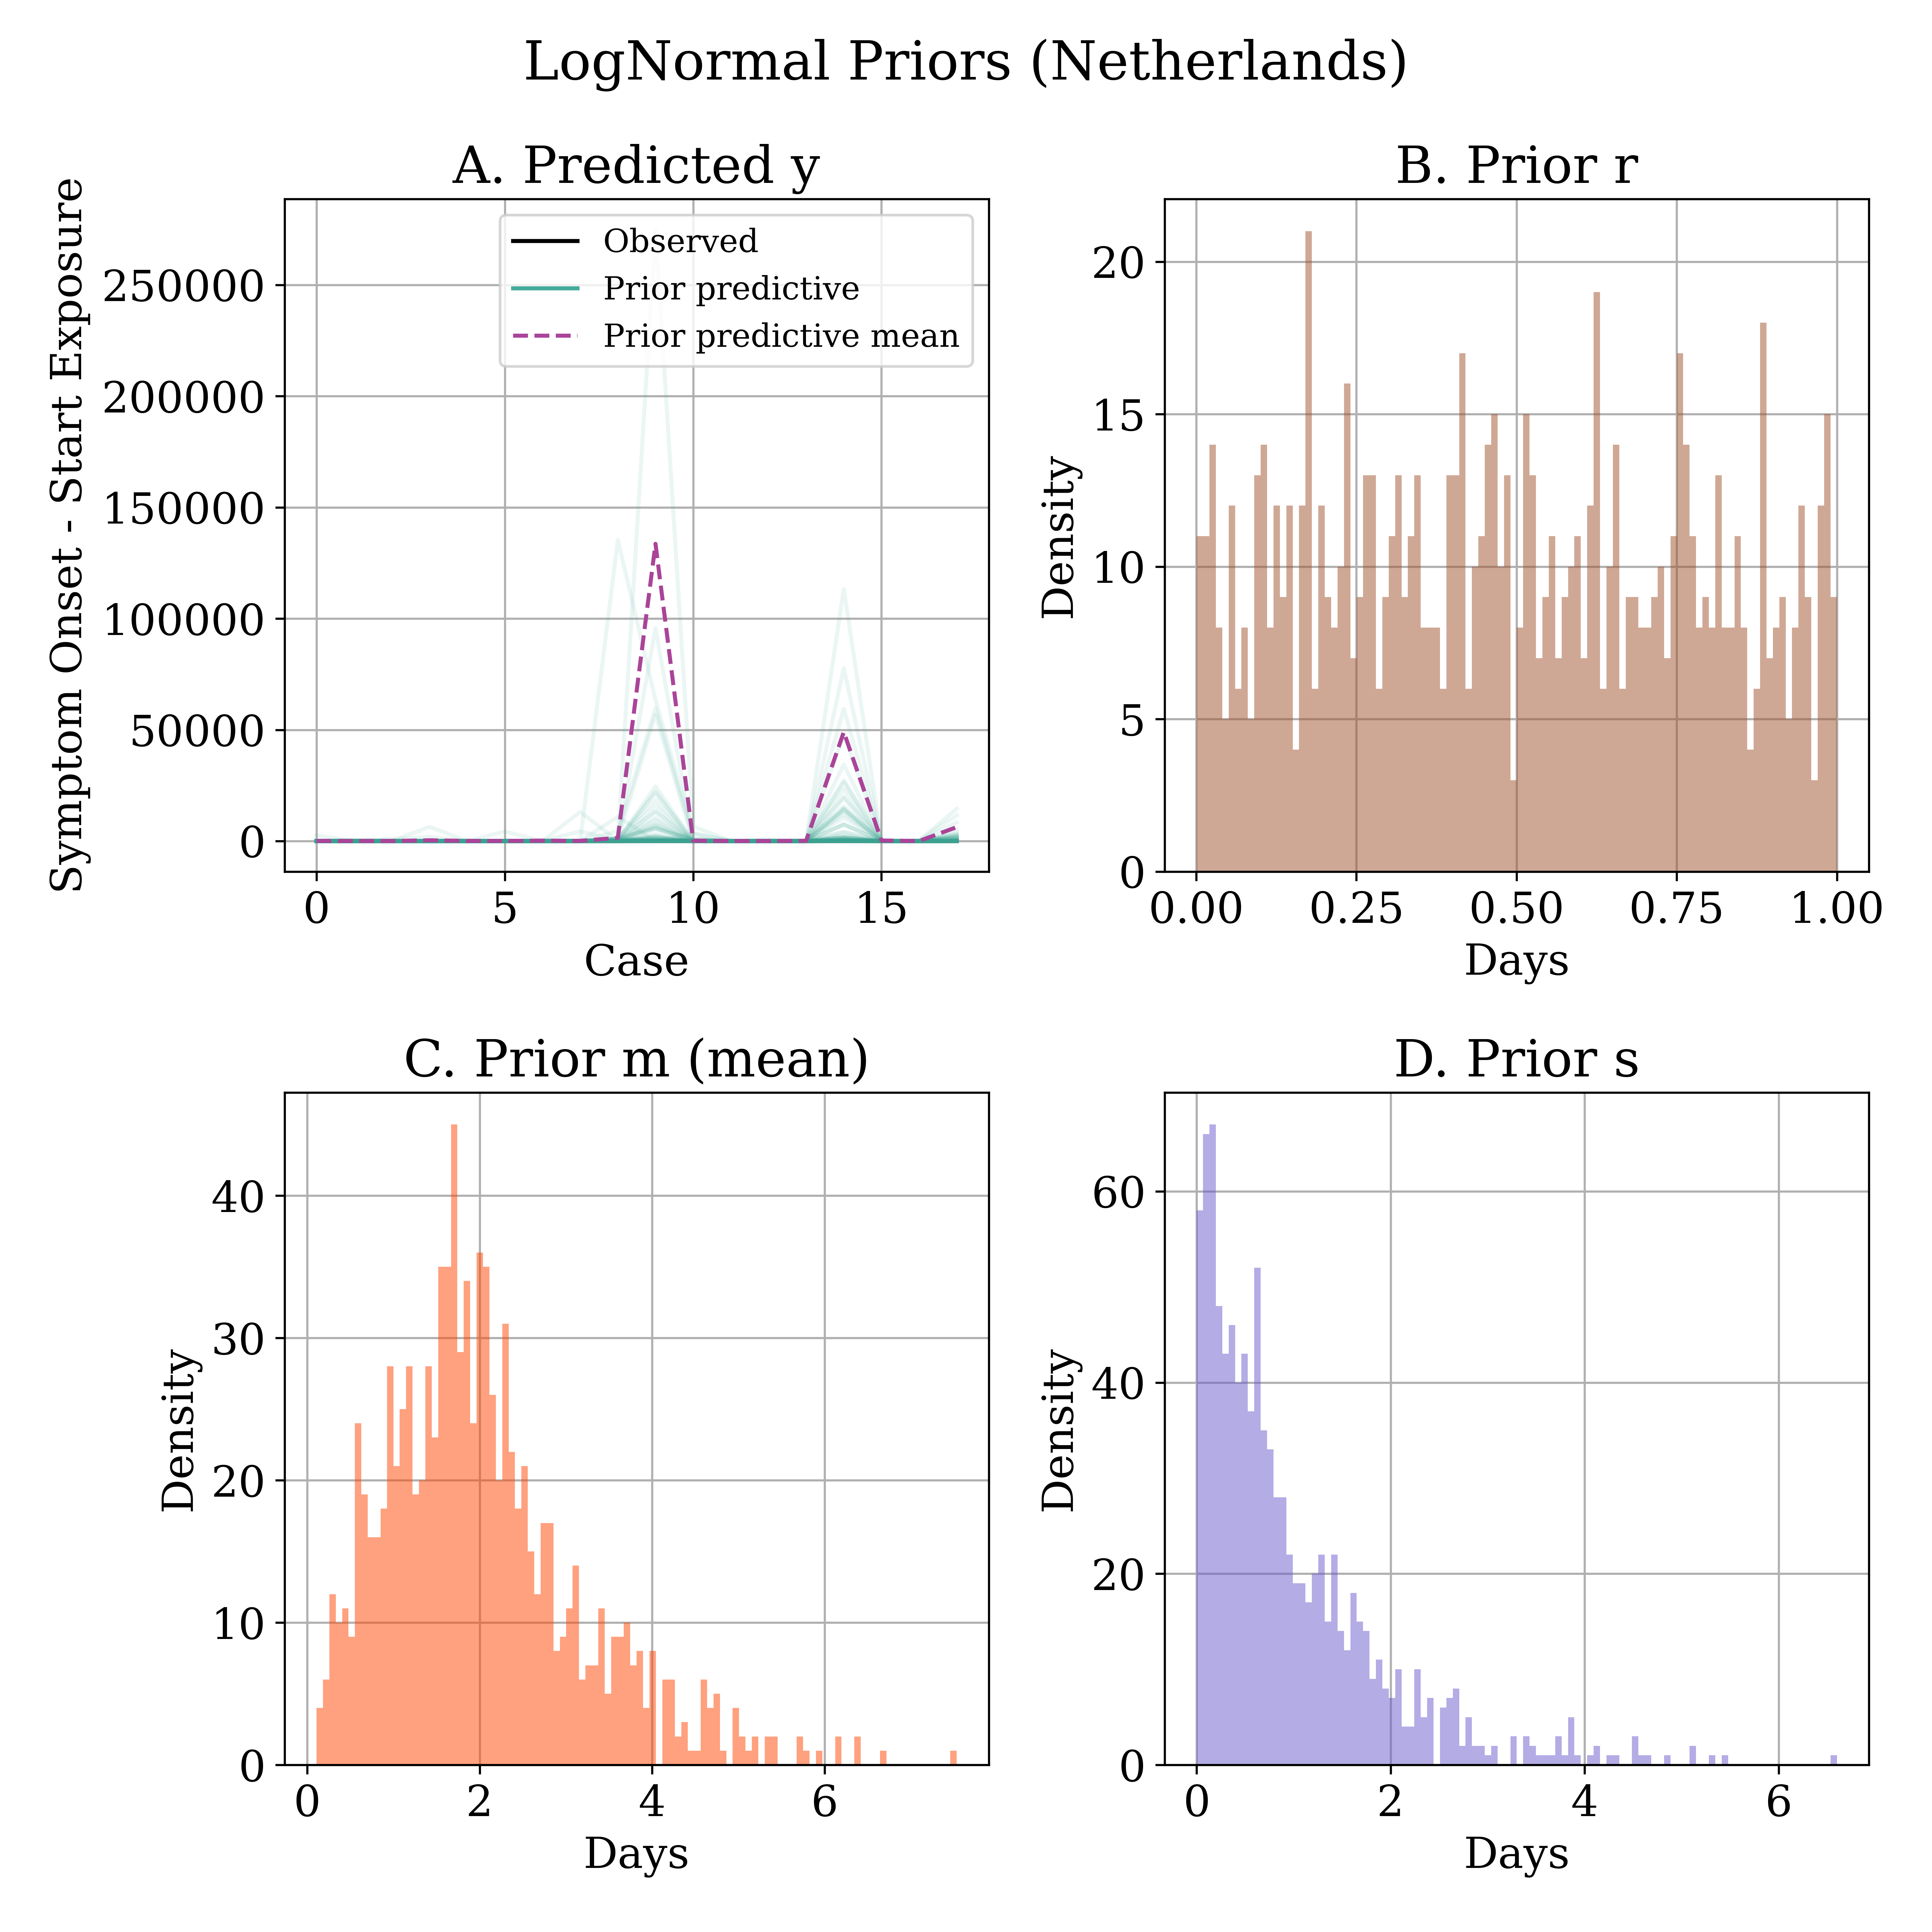 LogNormal Priors (Netherlands)
A. Predicted y
Symptom Onset - Start Exposure
250000
200000
150000
100000
50000
0
Observed
Prior predictive
Prior predictive mean
0 5 10 15
Case
B. Prior r
Density
20
15
10
5
0
0.00 0.25 0.50 0.75 1.00
Days
C. Prior m (mean)
Density
40
30
20
10
0
0 2 4 6
Days
D. Prior s
Density
60
40
20
0
0 2 4 6
Days